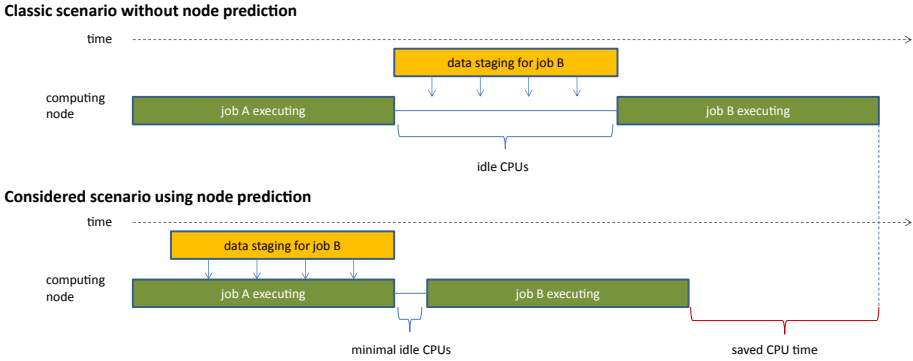 Classic scenario without node prediction
time
data staging for job B
computing
node
job A executing
job B executing
idle CPUs
Considered scenario using node prediction
time
data staging for job B
computing
node
job A executing
job B executing
minimal idle CPUs
saved CPU time